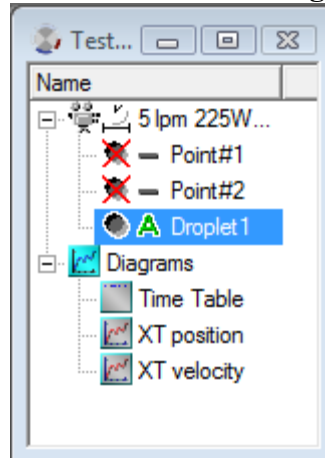 Test...
Name
5 lpm 225W...
Point#1
Point#2
A Droplet1
Diagrams
Time Table
XT position
XT velocity